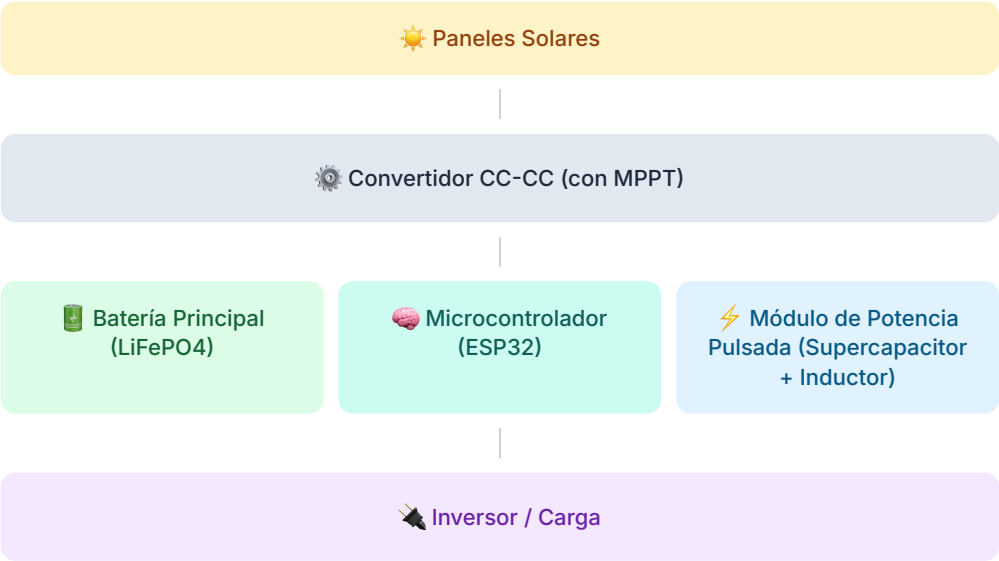 Paneles Solares
Convertidor CC-CC (con MPPT)
Batería Principal
(LiFePO4)
Microcontrolador
(ESP32)
Módulo de Potencia
Pulsada (Supercapacitor
+ Inductor)
Inversor / Carga